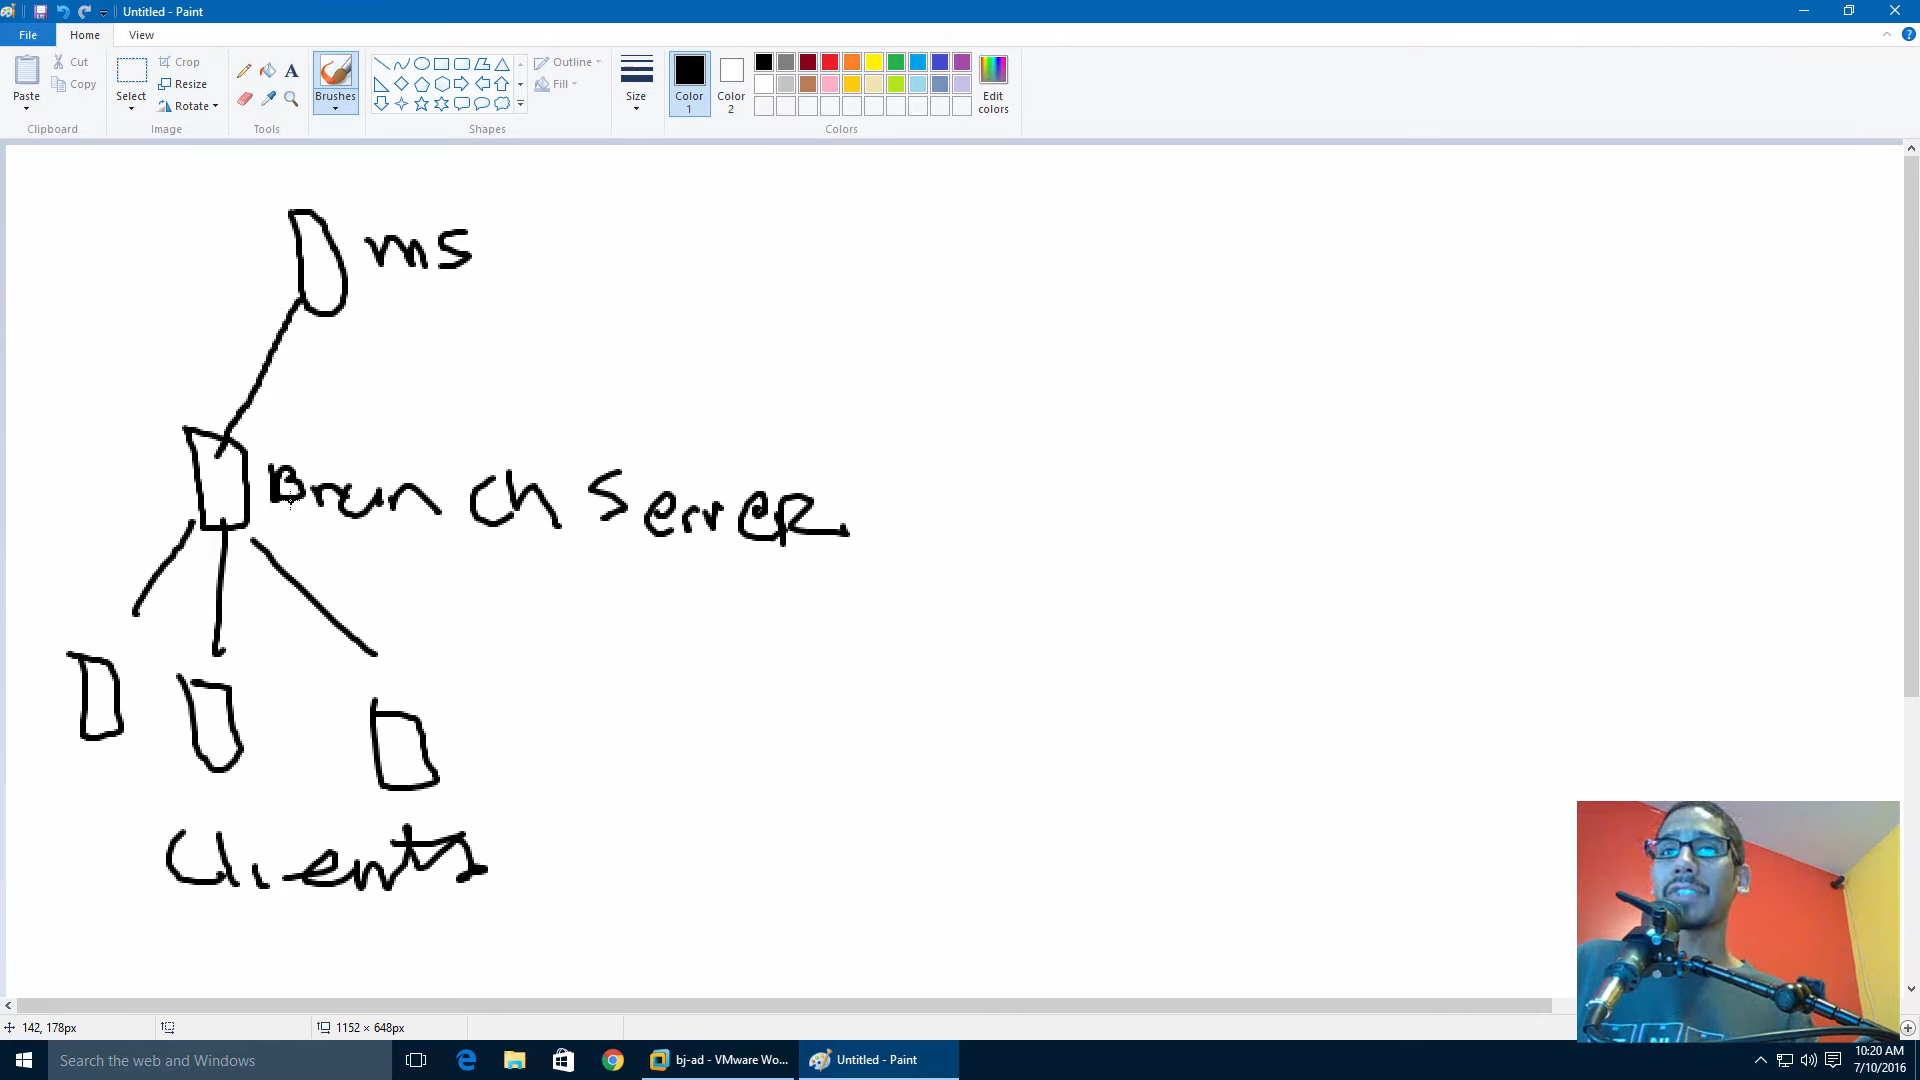 Untitled - Paint
File Home View
Paste
Cut
Copy
Clipboard
Select
Crop
Resize
Rotate
Image
Tools
Brushes
Shapes
Outline
Fill
Size
Color 1
Color 2
Edit colors
Colors
ms
Branch Server
Clients
142, 178px
1152 × 648px
Search the web and Windows
bj-ad - VMware Wo...
Untitled - Paint
10:20 AM
7/10/2016